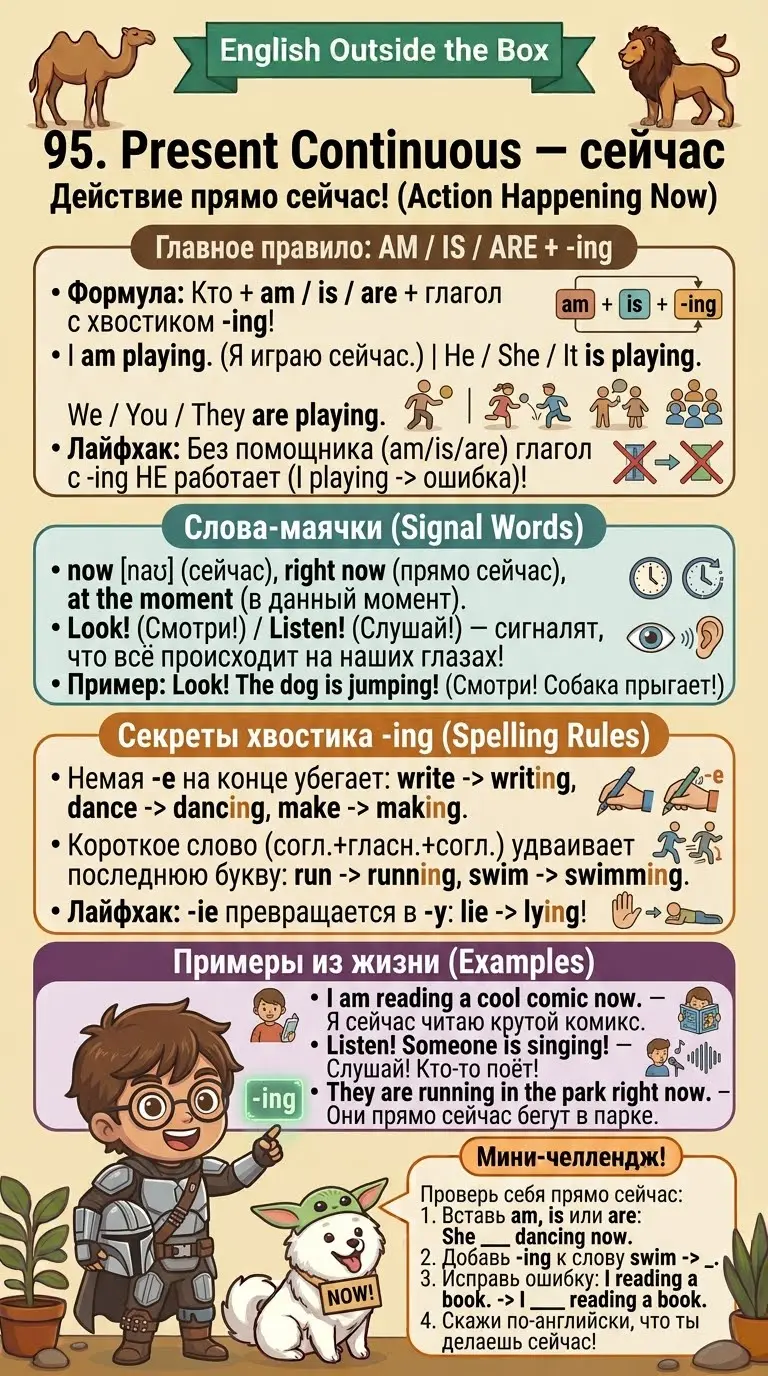 English Outside the Box
95. Present Continuous — сейчас
Действие прямо сейчас! (Action Happening Now)
Главное правило: AM / IS / ARE + -ing
• Формула: Кто + am / is / are + глагол
с хвостиком -ing!
am + is + -ing
• I am playing. (Я играю сейчас.) | He / She / It is playing.
We / You / They are playing.
• Лайфхак: Без помощника (am/is/are) глагол
с -ing НЕ работает (I playing -> ошибка)!
Слова-маячки (Signal Words)
• now [naʊ] (сейчас), right now (прямо сейчас),
at the moment (в данный момент).
• Look! (Смотри!) / Listen! (Слушай!) — сигналят,
что всё происходит на наших глазах!
• Пример: Look! The dog is jumping! (Смотри! Собака прыгает!)
Секреты хвостика -ing (Spelling Rules)
• Немая -e на конце убегает: write -> writing,
dance -> dancing, make -> making.
-e
• Короткое слово (согл.+гласн.+согл.) удваивает
последнюю букву: run -> running, swim -> swimming.
• Лайфхак: -ie превращается в -y: lie -> lying!
Примеры из жизни (Examples)
• I am reading a cool comic now. —
Я сейчас читаю крутой комикс.
• Listen! Someone is singing! —
Слушай! Кто-то поёт!
• They are running in the park right now. –
Они прямо сейчас бегут в парке.
-ing
NOW!
Мини-челлендж!
Проверь себя прямо сейчас:
1. Вставь am, is или are:
She ___ dancing now.
2. Добавь -ing к слову swim -> _.
3. Исправь ошибку: I reading a
book. -> I ___ reading a book.
4. Скажи по-английски, что ты
делаешь сейчас!